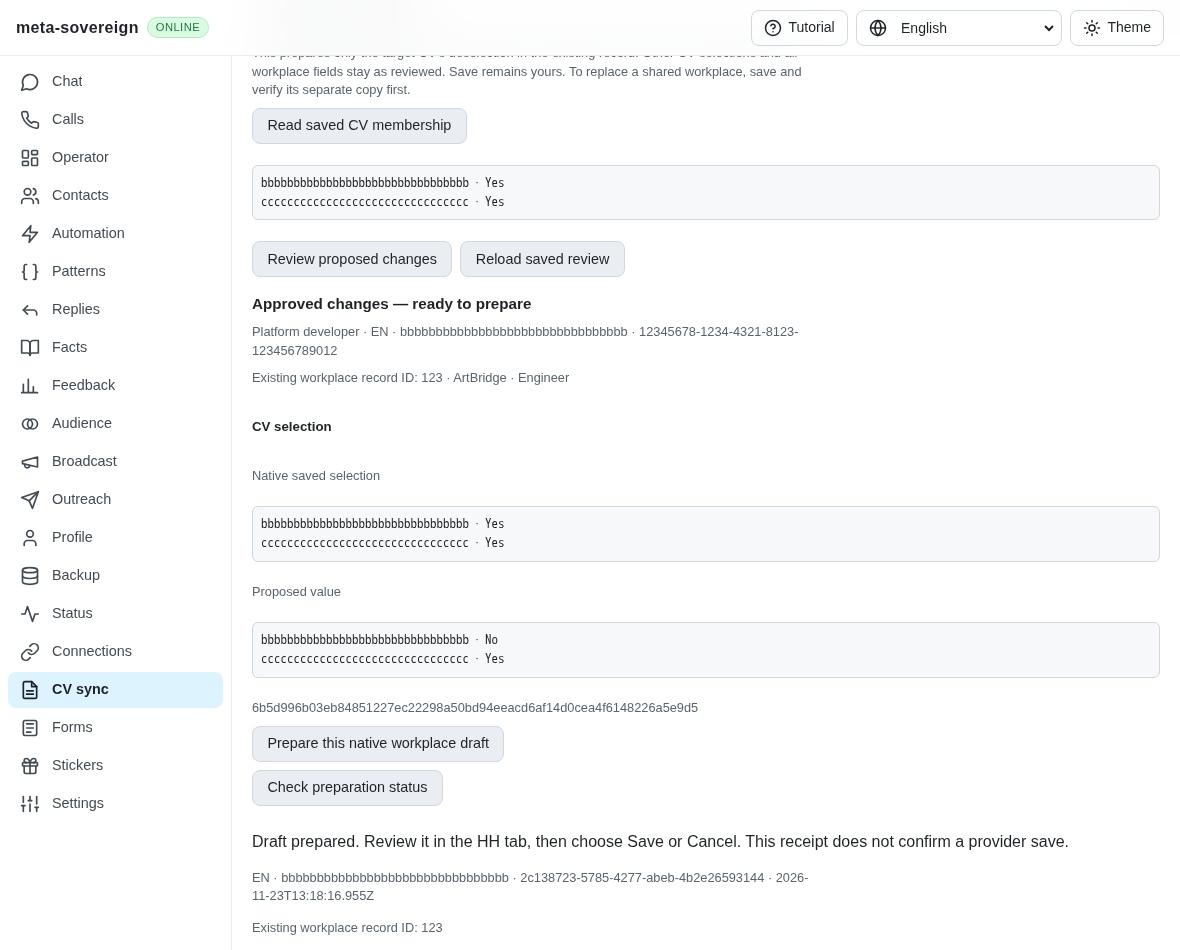 meta-sovereign
ONLINE
Tutorial
English
Theme
Chat
Calls
Operator
Contacts
Automation
Patterns
Replies
Facts
Feedback
Audience
Broadcast
Outreach
Profile
Backup
Status
Connections
CV sync
Forms
Stickers
Settings
workplace fields stay as reviewed. Save remains yours. To replace a shared workplace, save and
verify its separate copy first.
Read saved CV membership
bbbbbbbbbbbbbbbbbbbbbbbbbbbbbbbb · Yes
cccccccccccccccccccccccccccccccc · Yes
Review proposed changes
Reload saved review
Approved changes — ready to prepare
Platform developer · EN · bbbbbbbbbbbbbbbbbbbbbbbbbbbbbbbb · 12345678-1234-4321-8123-
123456789012
Existing workplace record ID: 123 · ArtBridge · Engineer
CV selection
Native saved selection
bbbbbbbbbbbbbbbbbbbbbbbbbbbbbbbb · Yes
cccccccccccccccccccccccccccccccc · Yes
Proposed value
bbbbbbbbbbbbbbbbbbbbbbbbbbbbbbbb · No
cccccccccccccccccccccccccccccccc · Yes
6b5d996b03eb84851227ec22298a50bd94eeacd6af14d0cea4f6148226a5e9d5
Prepare this native workplace draft
Check preparation status
Draft prepared. Review it in the HH tab, then choose Save or Cancel. This receipt does not confirm a provider save.
EN · bbbbbbbbbbbbbbbbbbbbbbbbbbbbbbbb · 2c138723-5785-4277-abeb-4b2e26593144 · 2026-
11-23T13:18:16.955Z
Existing workplace record ID: 123